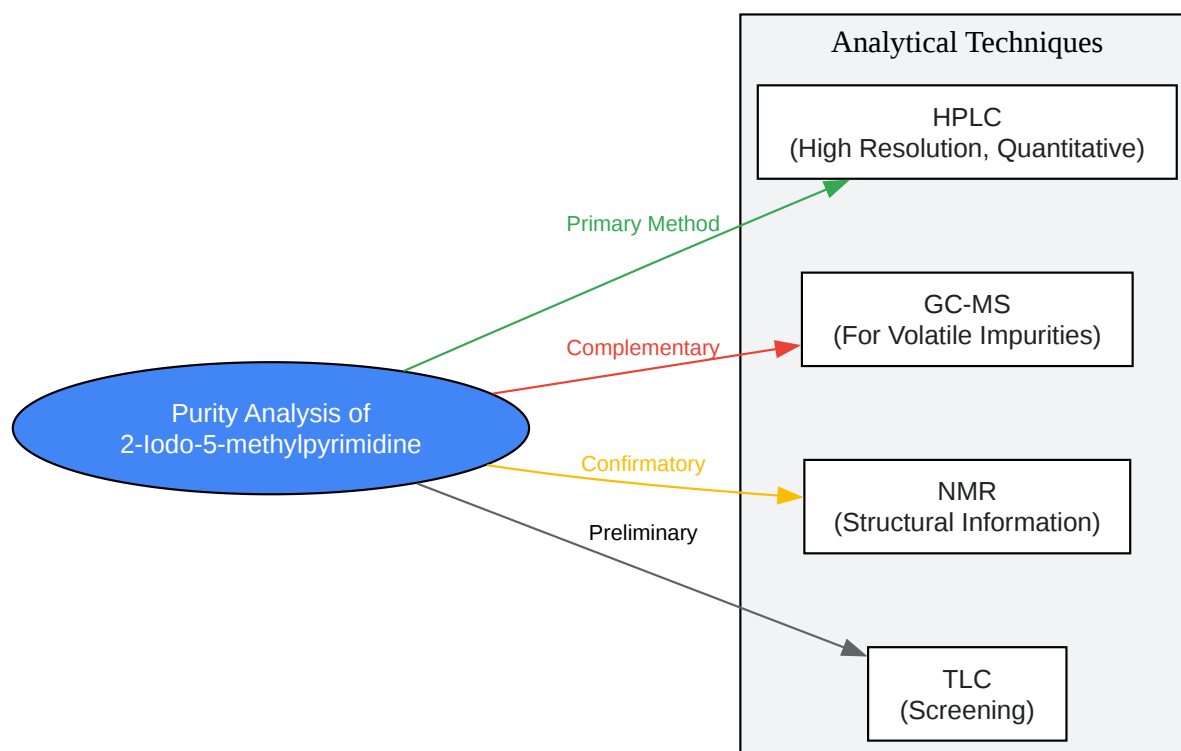 Analytical Techniques
HPLC
(High Resolution, Quantitative)
Primary Method
GC-MS
(For Volatile Impurities)
Complementary
Purity Analysis of
2-Iodo-5-methylpyrimidine
Confirmatory
NMR
(Structural Information)
Preliminary
TLC
(Screening)